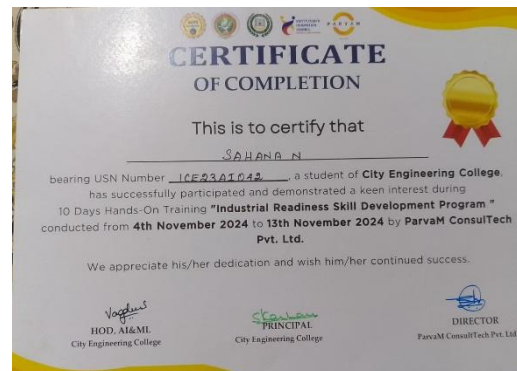 PARVAM
CERTIFICATE
OF COMPLETION
This is to certify that
SAHANA N
bearing USN Number 1CE23AI042, a student of City Engineering College,
has successfully participated and demonstrated a keen interest during
10 Days Hands-On Training "Industrial Readiness Skill Development Program "
conducted from 4th November 2024 to 13th November 2024 by ParvaM ConsulTech
Pvt. Ltd.
We appreciate his/her dedication and wish him/her continued success.
HOD, AI&ML
City Engineering College
PRINCIPAL
City Engineering College
DIRECTOR
ParvaM ConsulTech Pvt. Ltd